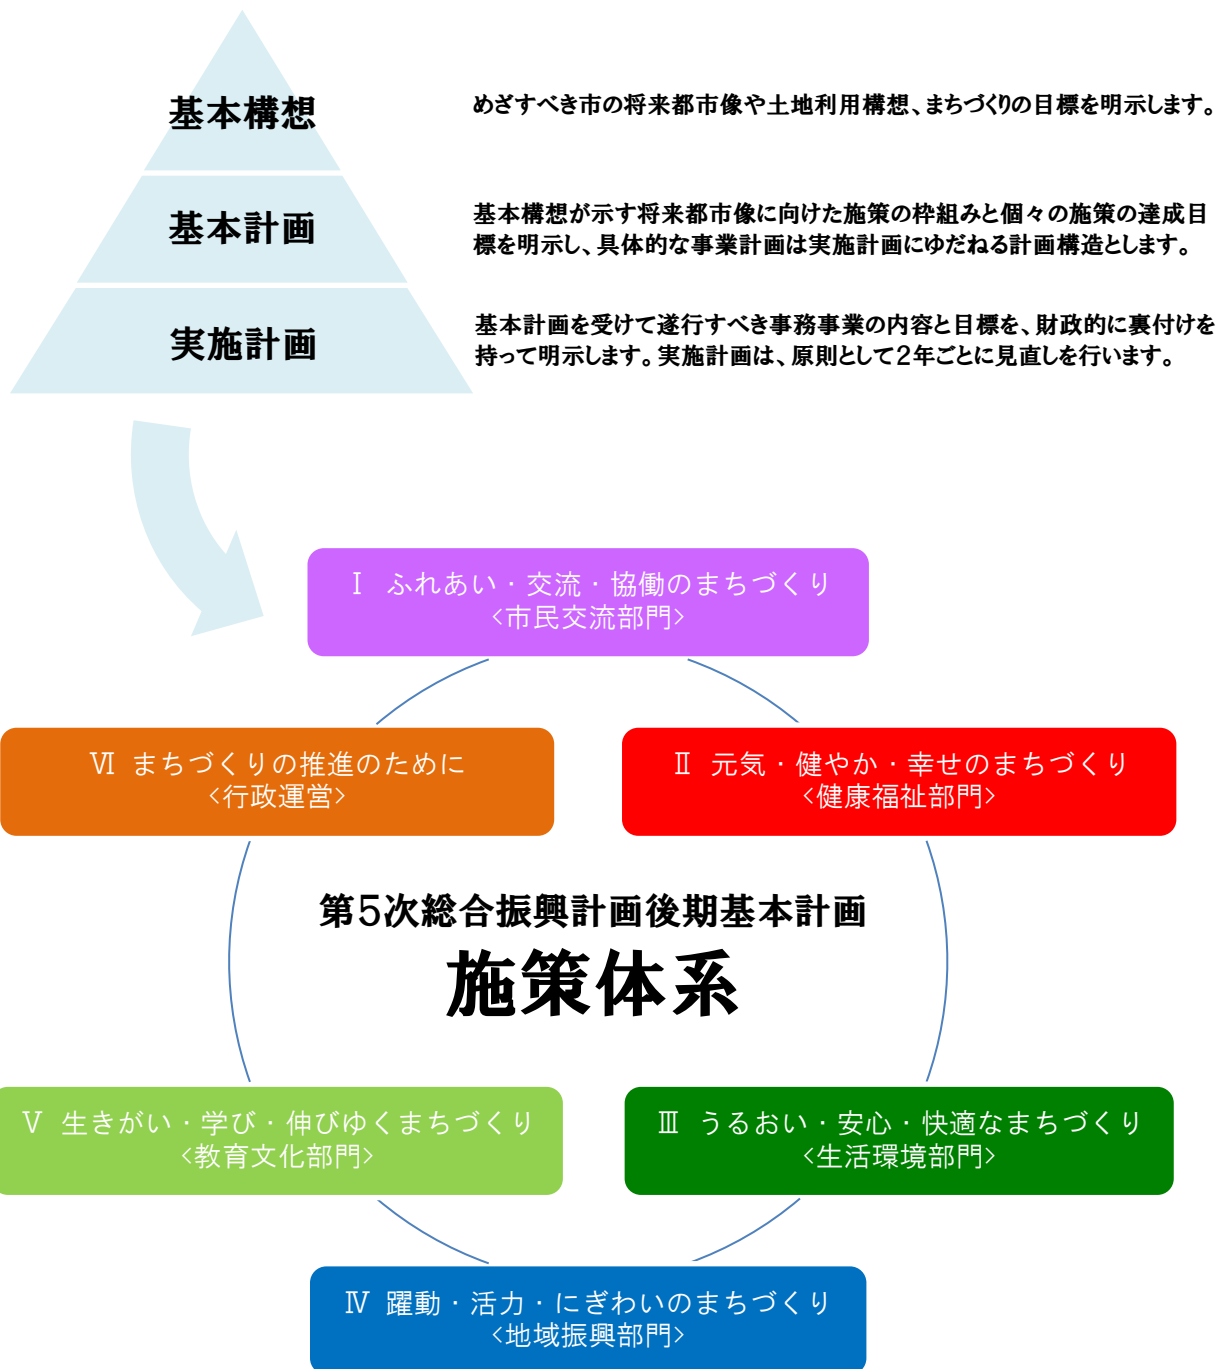 基本構想
めざすべき市の将来都市像や土地利用構想、まちづくりの目標を明示します。
基本計画
基本構想が示す将来都市像に向けた施策の枠組みと個々の施策の達成目
標を明示し、具体的な事業計画は実施計画にゆだねる計画構造とします。
実施計画
基本計画を受けて遂行すべき事務事業の内容と目標を、財政的に裏付けを
持って明示します。実施計画は、原則として2年ごとに見直しを行います。
Ⅰ ふれあい・交流・協働のまちづくり
<市民交流部門>
Ⅵ まちづくりの推進のために
<行政運営>
Ⅱ 元気・健やか・幸せのまちづくり
<健康福祉部門>
第5次総合振興計画後期基本計画
施策体系
Ⅴ 生きがい・学び・伸びゆくまちづくり
<教育文化部門>
Ⅲ うるおい・安心・快適なまちづくり
<生活環境部門>
Ⅳ 躍動・活力・にぎわいのまちづくり
<地域振興部門>